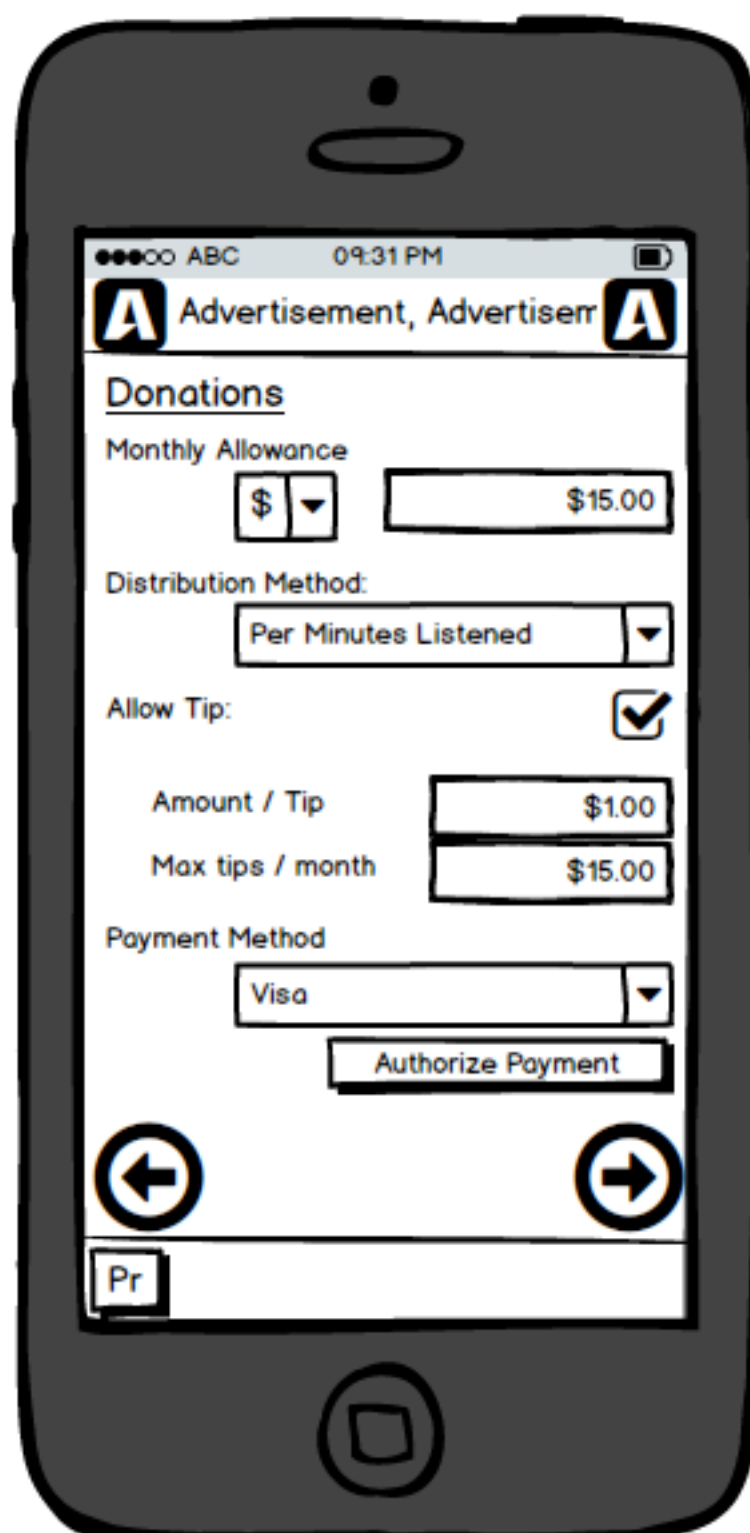 ABC 09:31 PM
A Advertisement, Advertisem A
Donations
Monthly Allowance
$ $15.00
Distribution Method:
Per Minutes Listened
Allow Tip:
Amount / Tip $1.00
Max tips / month $15.00
Payment Method
Visa
Authorize Payment
Pr